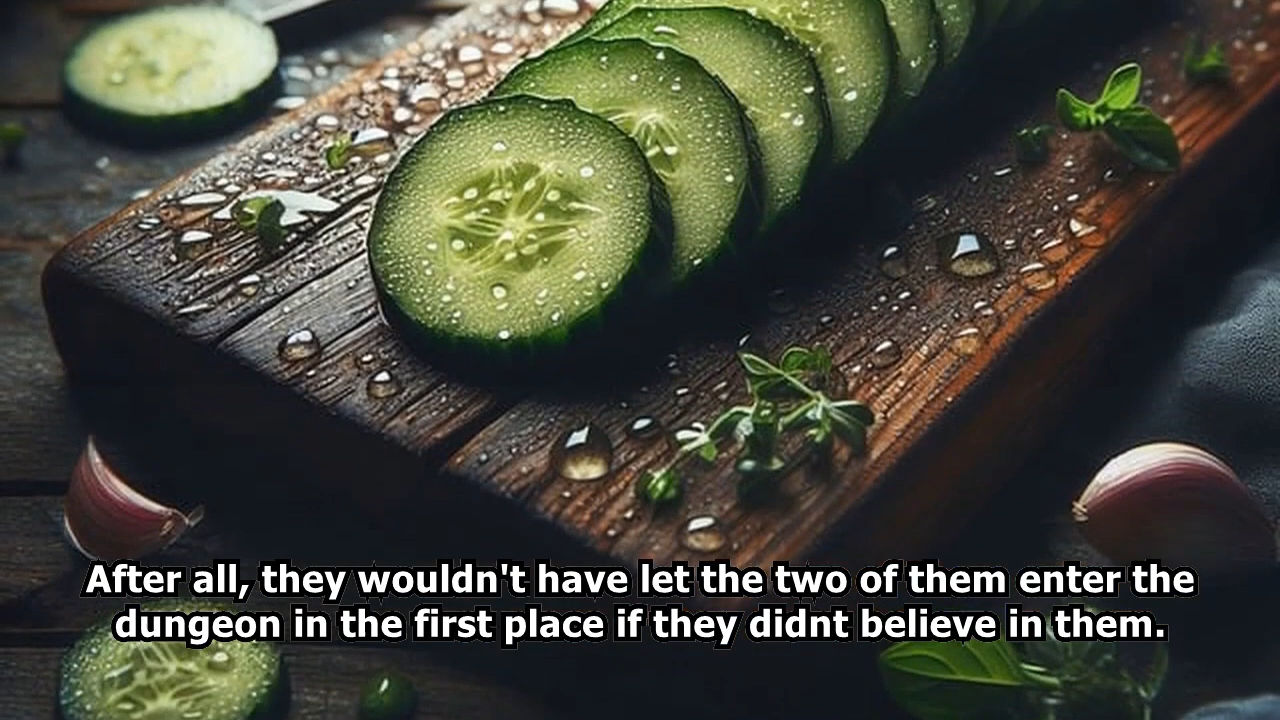 After all, they wouldn't have let the two of them enter the
dungeon in the first place if they didnt believe in them.